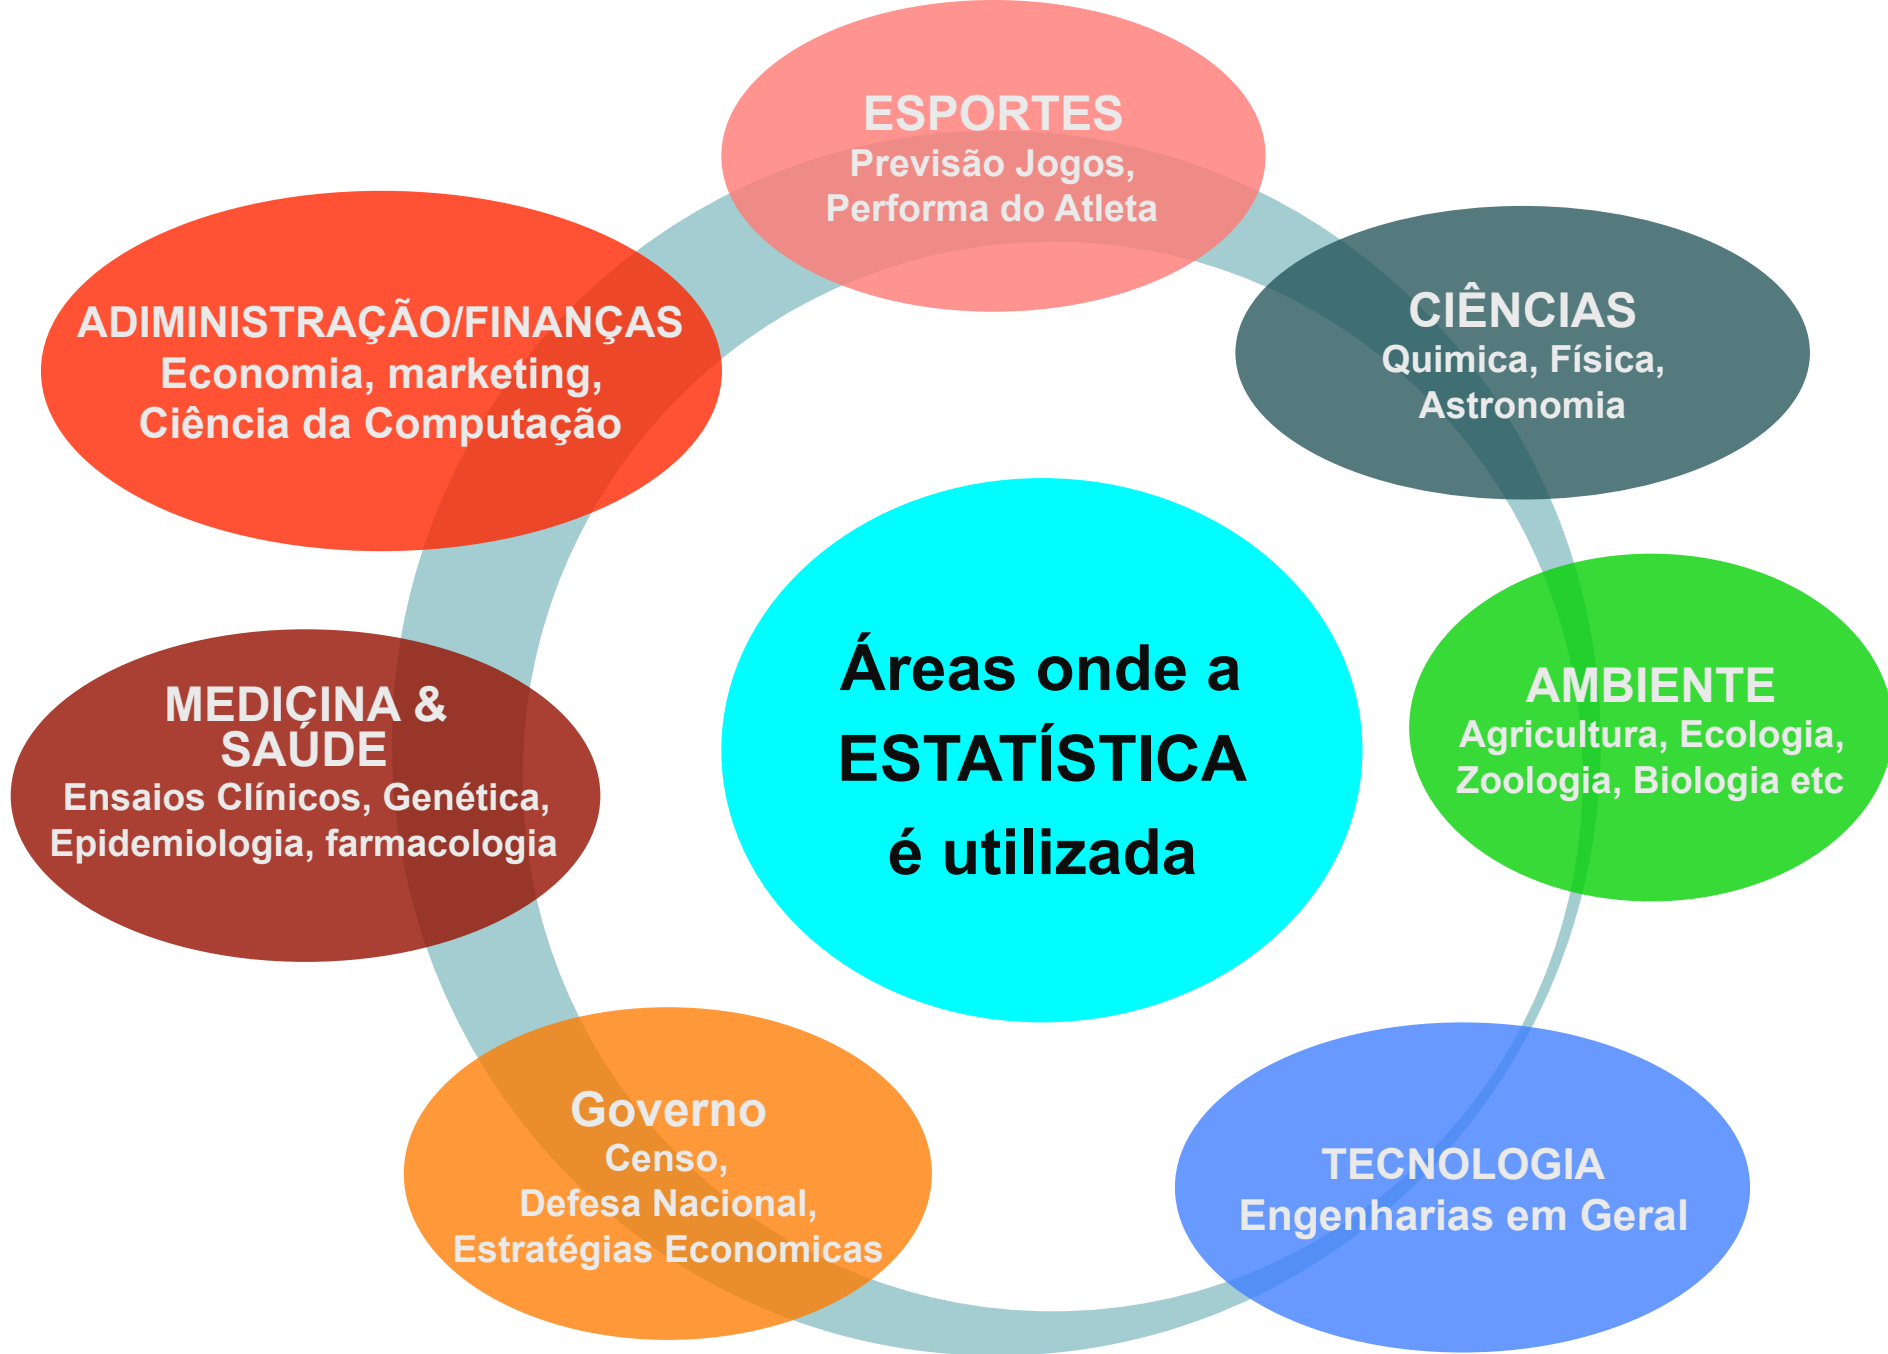 ESPORTES
Previsão Jogos,
Performa do Atleta
ADIMINISTRAÇÃO/FINANÇAS
Economia, marketing,
Ciência da Computação
CIÊNCIAS
Quimica, Física,
Astronomia
Áreas onde a
ESTATÍSTICA
é utilizada
MEDICINA &
SAÚDE
Ensaios Clínicos, Genética,
Epidemiologia, farmacologia
AMBIENTE
Agricultura, Ecologia,
Zoologia, Biologia etc
Governo
Censo,
Defesa Nacional,
Estratégias Economicas
TECNOLOGIA
Engenharias em Geral